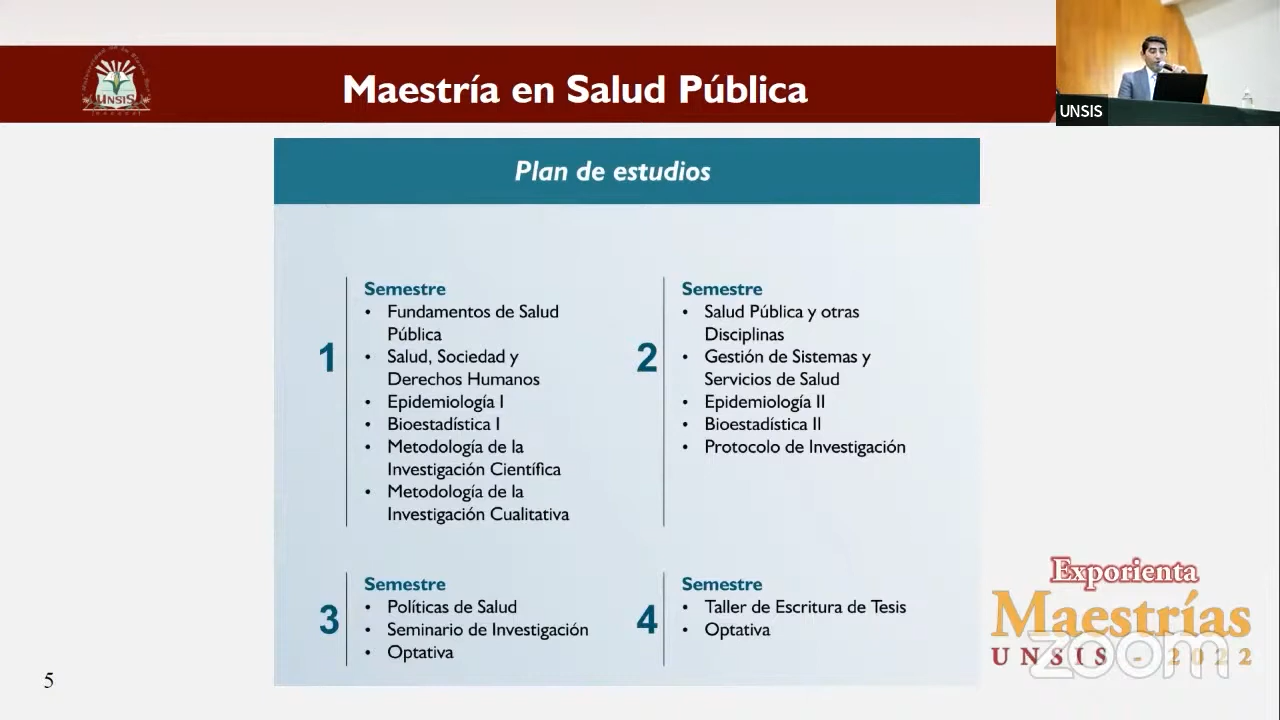 UNSIS
Maestría en Salud Pública
UNSIS
Plan de estudios
1
Semestre
• Fundamentos de Salud
Pública
• Salud, Sociedad y
Derechos Humanos
• Epidemiología I
• Bioestadística I
• Metodología de la
Investigación Científica
• Metodología de la
Investigación Cualitativa
2
Semestre
• Salud Pública y otras
Disciplinas
• Gestión de Sistemas y
Servicios de Salud
• Epidemiología II
• Bioestadística II
• Protocolo de Investigación
3
Semestre
• Políticas de Salud
• Seminario de Investigación
• Optativa
4
Semestre
• Taller de Escritura de Tesis
• Optativa
Exporienta
Maestrías
UNSIS - 2022
zoom
5